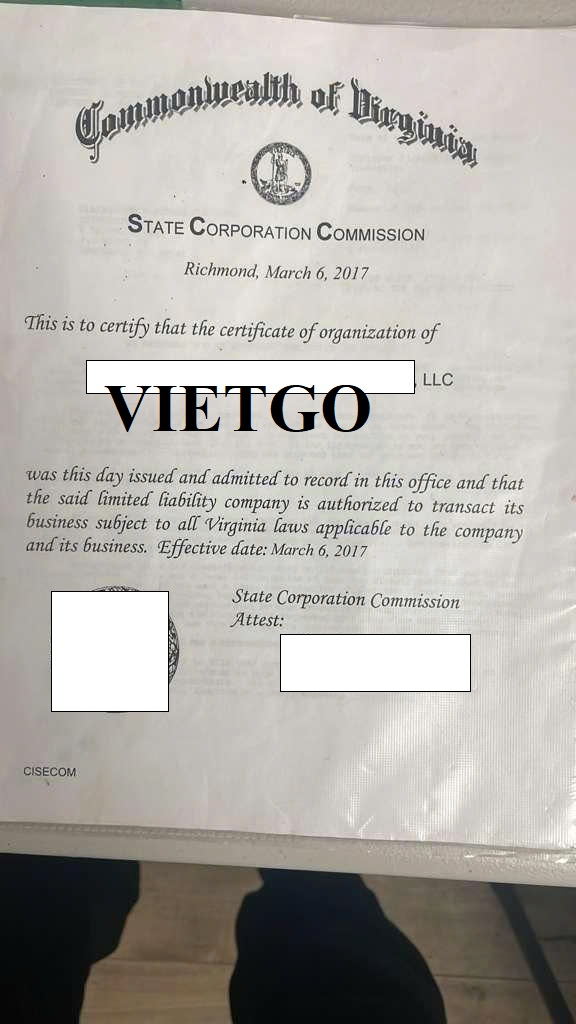 Commonwealth of Virginia
STATE CORPORATION COMMISSION
Richmond, March 6, 2017
This is to certify that the certificate of organization of
, LLC
VIETGO
was this day issued and admitted to record in this office and that
the said limited liability company is authorized to transact its
business subject to all Virginia laws applicable to the company
and its business. Effective date: March 6, 2017
State Corporation Commission
Attest:
CISECOM